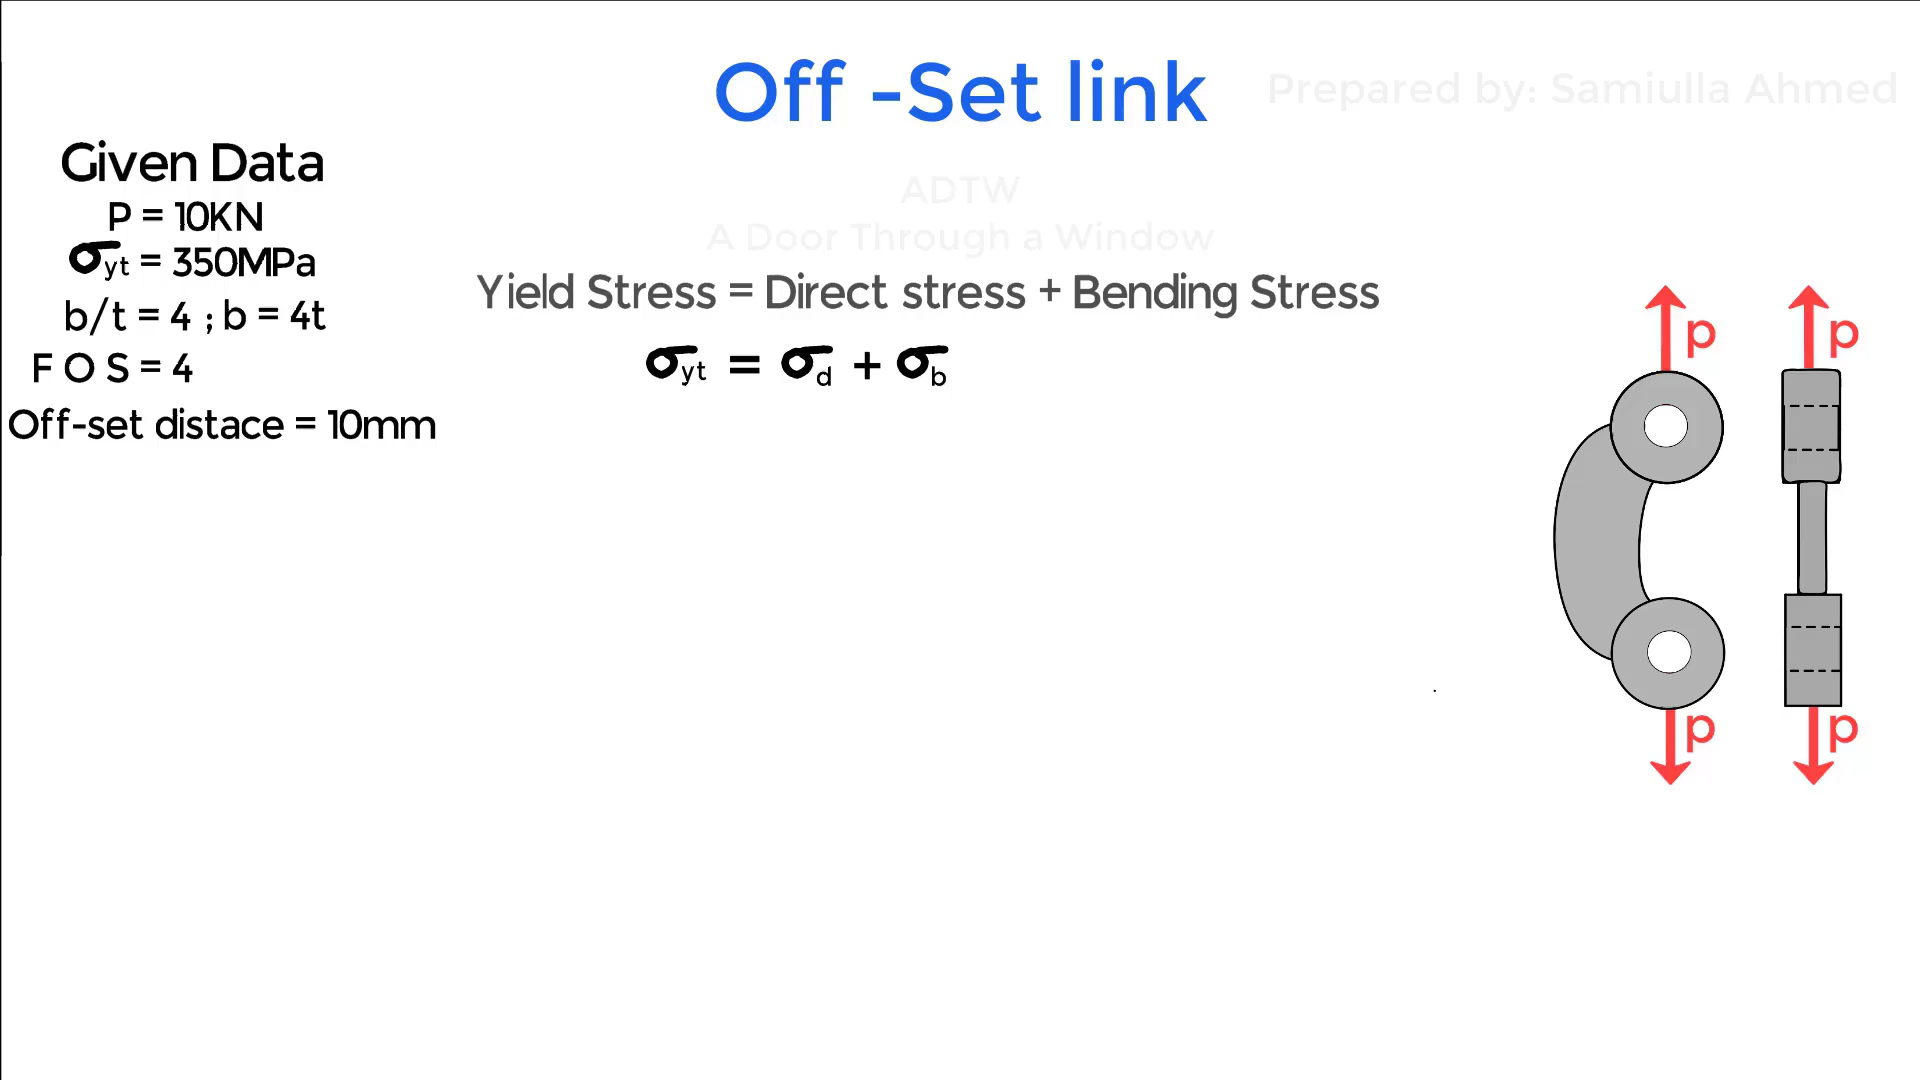 Off -Set link
Prepared by: Samiulla Ahmed
Given Data
P = 10KN
σyt = 350MPa
b/t = 4 ; b = 4t
F O S = 4
Off-set distace = 10mm
ADTW
A Door Through a Window
Yield Stress = Direct stress + Bending Stress
σyt = σd + σb
p
p
p
p